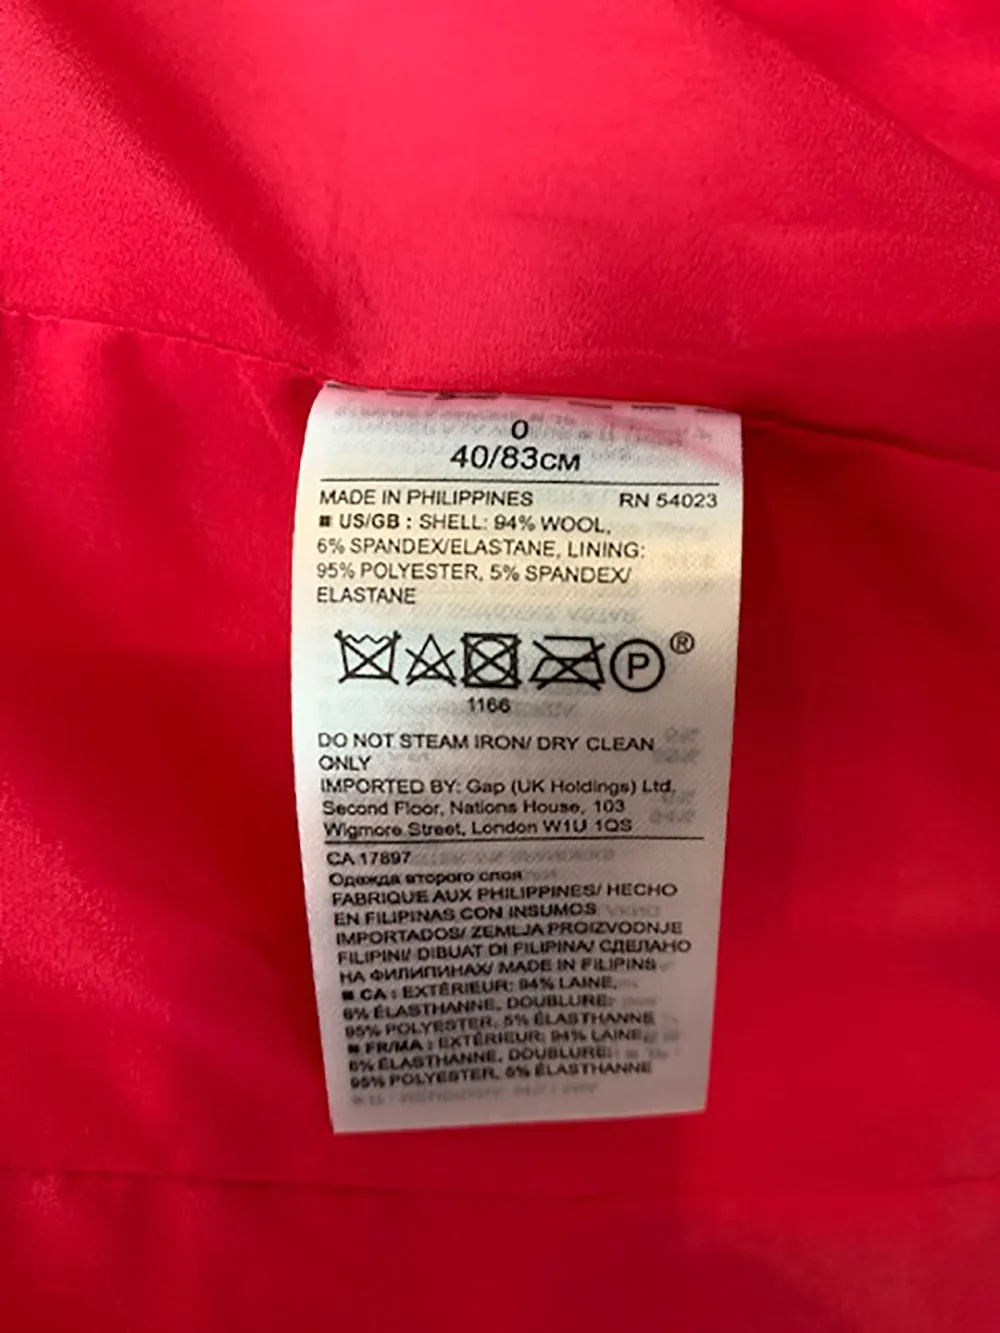 0
40/83CM
MADE IN PHILIPPINES RN 54023
US/GB : SHELL: 94% WOOL,
6% SPANDEX/ELASTANE, LINING:
95% POLYESTER, 5% SPANDEX/
ELASTANE
P ®
1166
DO NOT STEAM IRON/ DRY CLEAN
ONLY
IMPORTED BY: Gap (UK Holdings) Ltd,
Second Floor, Nations House, 103
Wigmore Street, London W1U 1QS
CA 17897
Одежда второго слоя
FABRIQUE AUX PHILIPPINES/ HECHO
EN FILIPINAS CON INSUMOS
IMPORTADOS/ ZEMLJA PROIZVODNJE
FILIPINI/ DIBUAT DI FILIPINA/ СДЕЛАНО
НА ФИЛИПИНАХ/ MADE IN FILIPINS
CA : EXTÉRIEUR: 94% LAINE,
6% ÉLASTHANNE, DOUBLURE:
95% POLYESTER, 5% ÉLASTHANNE
FR/MA : EXTÉRIEUR: 94% LAINE,
6% ÉLASTHANNE, DOUBLURE:
95% POLYESTER, 5% ÉLASTHANNE